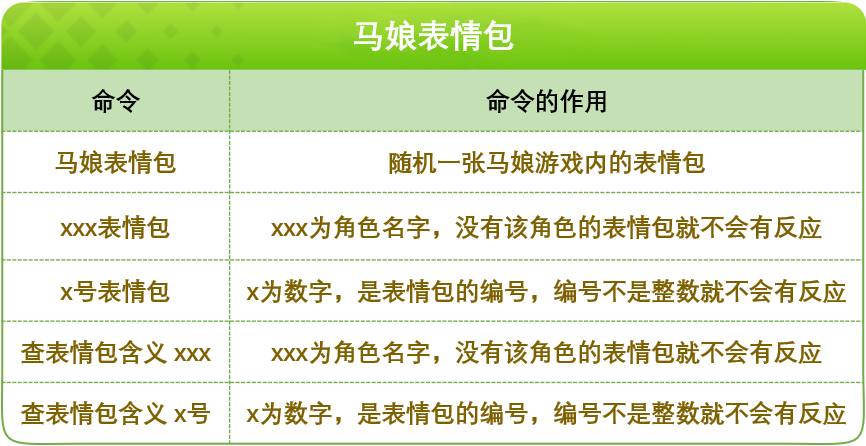 马娘表情包
命令 命令的作用
马娘表情包 随机一张马娘游戏内的表情包
xxx表情包 xxx为角色名字，没有该角色的表情包就不会有反应
x号表情包 x为数字，是表情包的编号，编号不是整数就不会有反应
查表情包含义 xxx xxx为角色名字，没有该角色的表情包就不会有反应
查表情包含义 x号 x为数字，是表情包的编号，编号不是整数就不会有反应